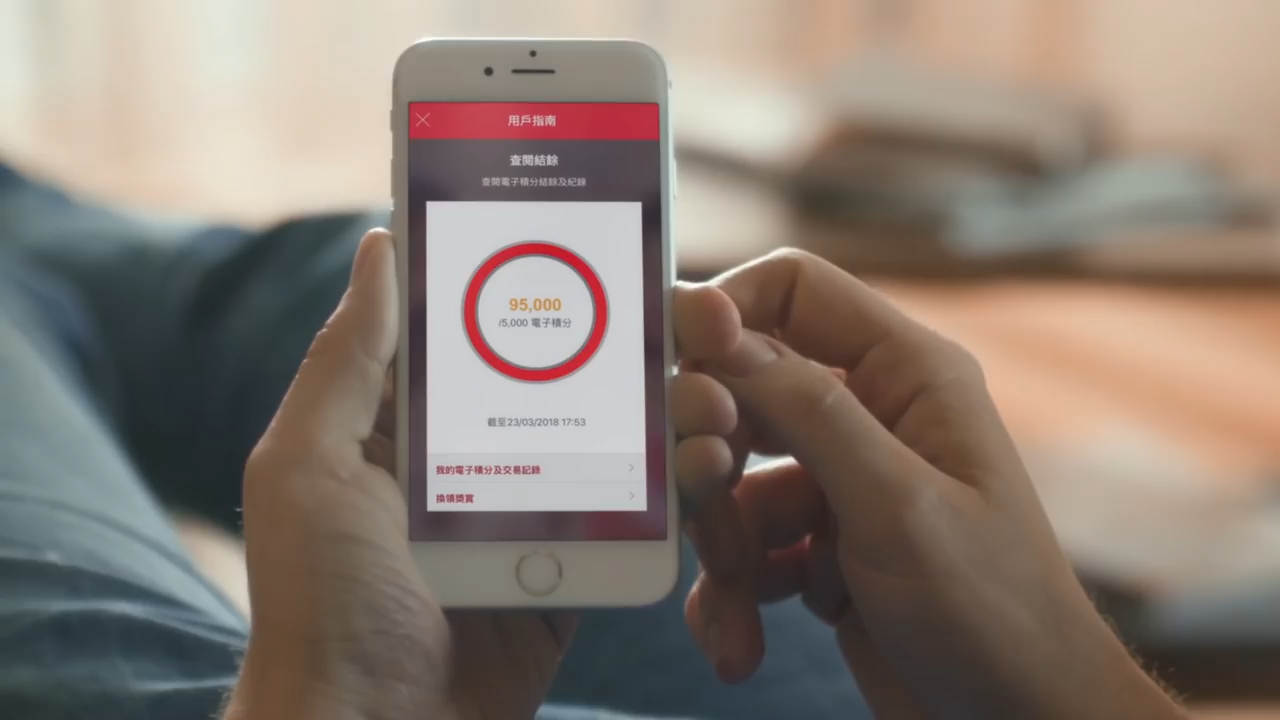 用戶指南
查閱結餘
查閱電子積分結餘及紀錄
95,000
/5,000 電子積分
截至23/03/2018 17:53
我的電子積分及交易記錄
換領獎賞